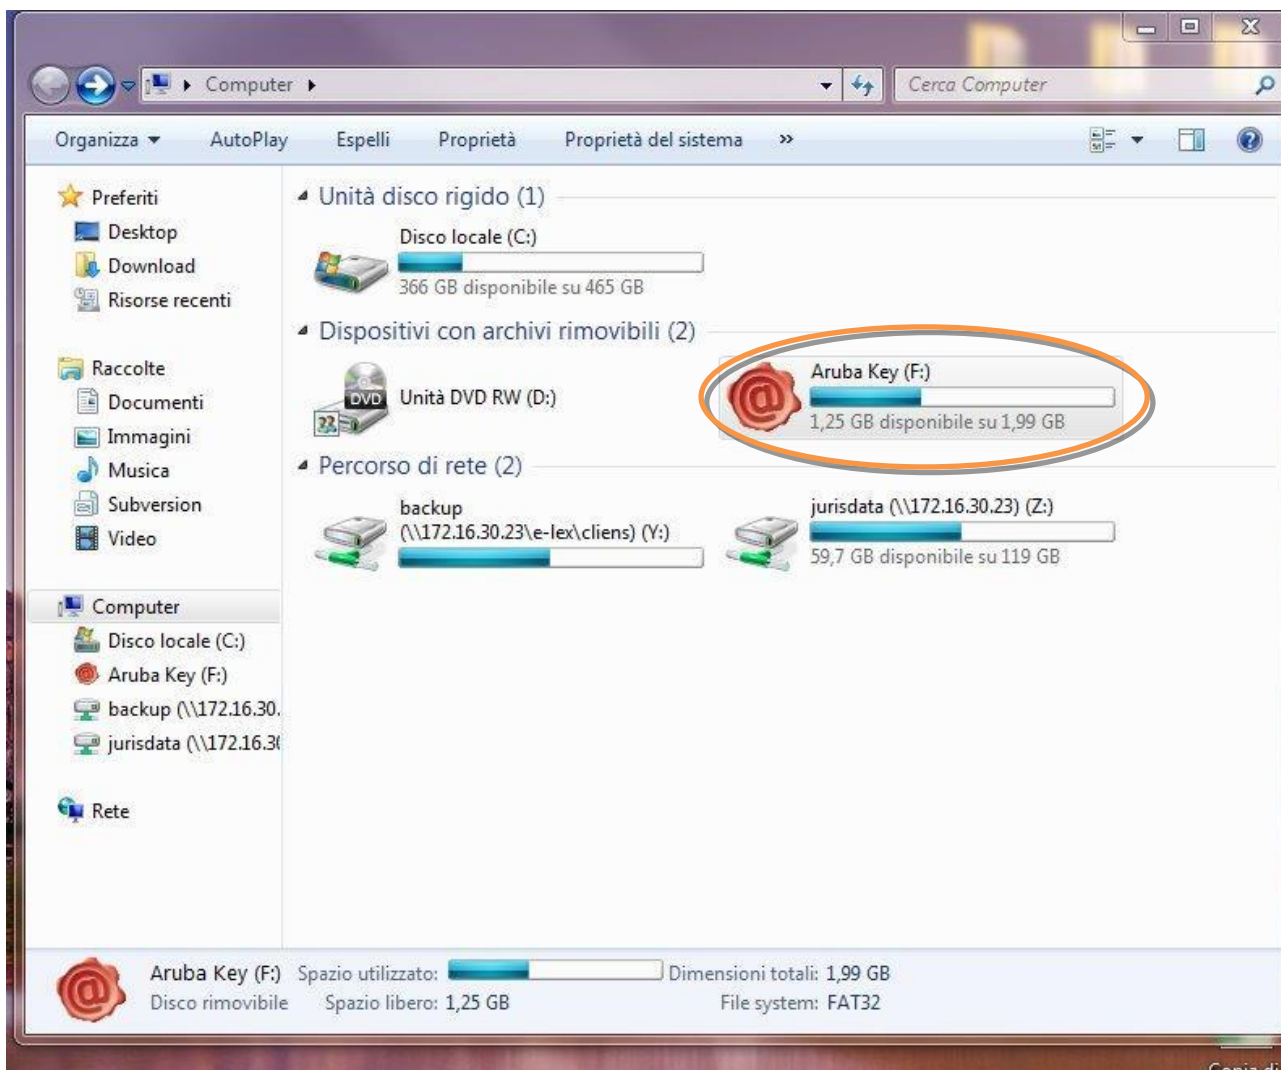 Computer
Cerca Computer
Organizza AutoPlay Espelli Proprietà Proprietà del sistema »
Preferiti
Desktop
Download
Risorse recenti
Raccolte
Documenti
Immagini
Musica
Subversion
Video
Computer
Disco locale (C:)
Aruba Key (F:)
backup (\\172.16.30.
jurisdata (\\172.16.3
Rete
Unità disco rigido (1)
Disco locale (C:)
366 GB disponibile su 465 GB
Dispositivi con archivi rimovibili (2)
DVD
Unità DVD RW (D:)
@
Aruba Key (F:)
1,25 GB disponibile su 1,99 GB
Percorso di rete (2)
backup
(\\172.16.30.23\e-lex\cliens) (Y:)
jurisdata (\\172.16.30.23) (Z:)
59,7 GB disponibile su 119 GB
@
Aruba Key (F:) Spazio utilizzato: Dimensioni totali: 1,99 GB
Disco rimovibile Spazio libero: 1,25 GB File system: FAT32